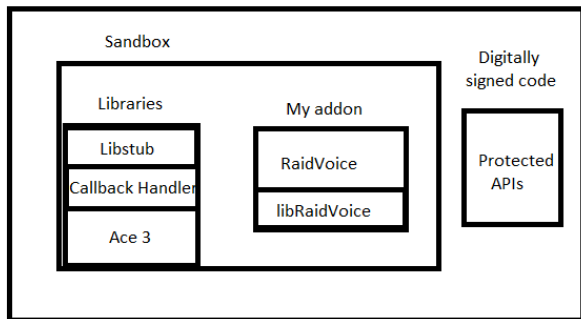 Sandbox
Digitally
signed code
Libraries
My addon
Libstub
RaidVoice
Protected
APIs
Callback Handler
libRaidVoice
Ace 3